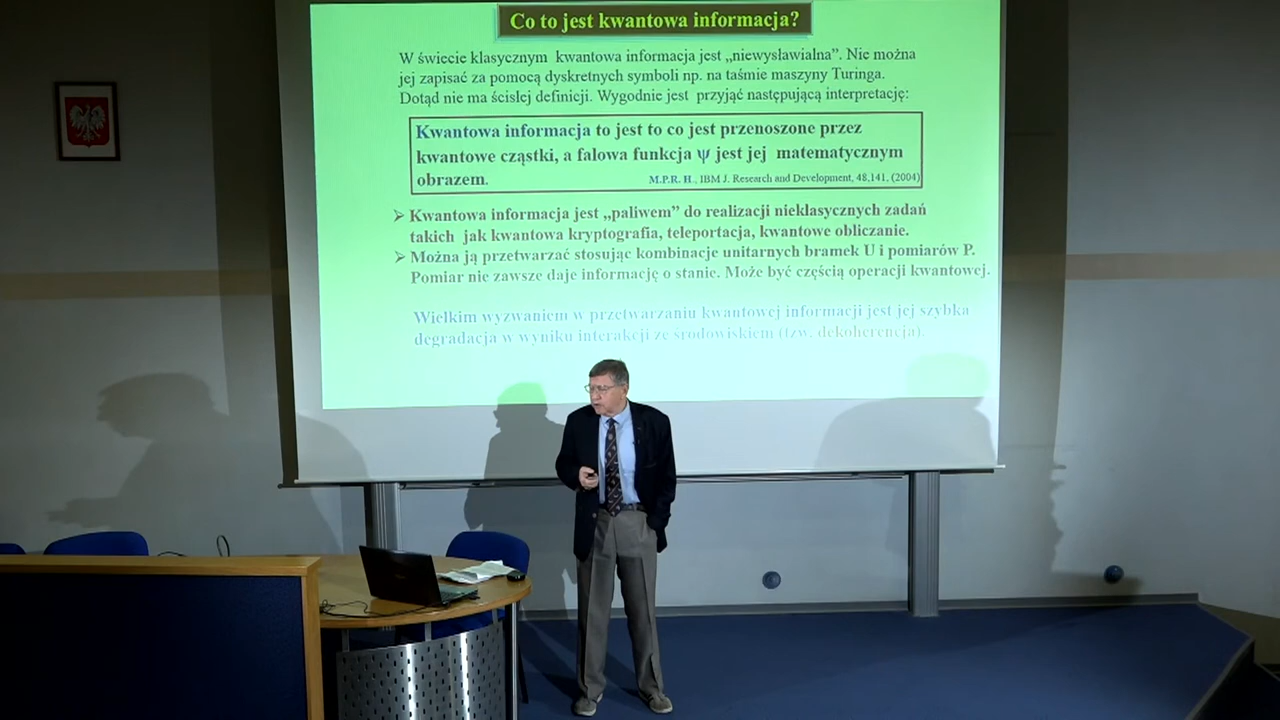 Co to jest kwantowa informacja?
W świecie klasycznym kwantowa informacja jest „niewysławialna”. Nie można
jej zapisać za pomocą dyskretnych symboli np. na taśmie maszyny Turinga.
Dotąd nie ma ścisłej definicji. Wygodnie jest przyjąć następującą interpretację:
Kwantowa informacja to jest to co jest przenoszone przez
kwantowe cząstki, a falowa funkcja ψ jest jej matematycznym
obrazem.
M.P.R. H., IBM J. Research and Development, 48,141, (2004)
➢ Kwantowa informacja jest „paliwem” do realizacji nieklasycznych zadań
takich jak kwantowa kryptografia, teleportacja, kwantowe obliczanie.
➢ Można ją przetwarzać stosując kombinacje unitarnych bramek U i pomiarów P.
Pomiar nie zawsze daje informację o stanie. Może być częścią operacji kwantowej.
Wielkim wyzwaniem w przetwarzaniu kwantowej informacji jest jej szybka
degradacja w wyniku interakcji ze środowiskiem (tzw. dekoherencja).